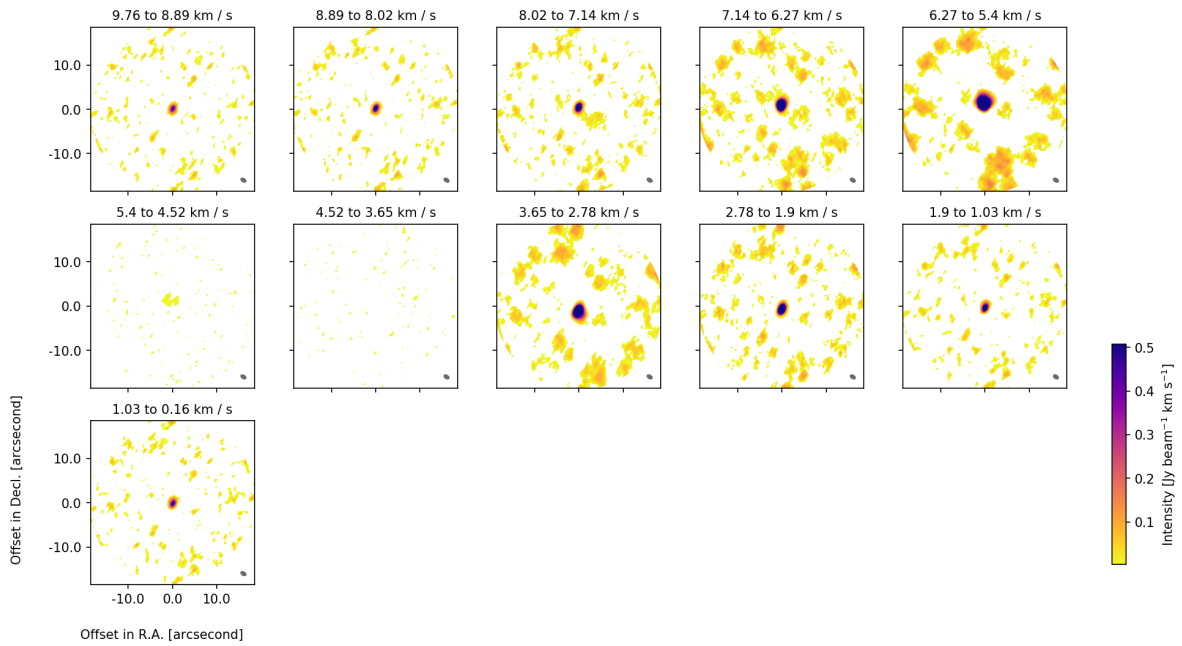 9.76 to 8.89 km / s
8.89 to 8.02 km / s
8.02 to 7.14 km / s
7.14 to 6.27 km / s
6.27 to 5.4 km / s
10.0
0.0
-10.0
5.4 to 4.52 km / s
4.52 to 3.65 km / s
3.65 to 2.78 km / s
2.78 to 1.9 km / s
1.9 to 1.03 km / s
10.0
0.0
-10.0
1.03 to 0.16 km / s
10.0
0.0
-10.0
-10.0 0.0 10.0
Offset in R.A. [arcsecond]
Offset in Decl. [arcsecond]
0.5
0.4
0.3
0.2
0.1
Intensity [Jy beam⁻¹ km s⁻¹]